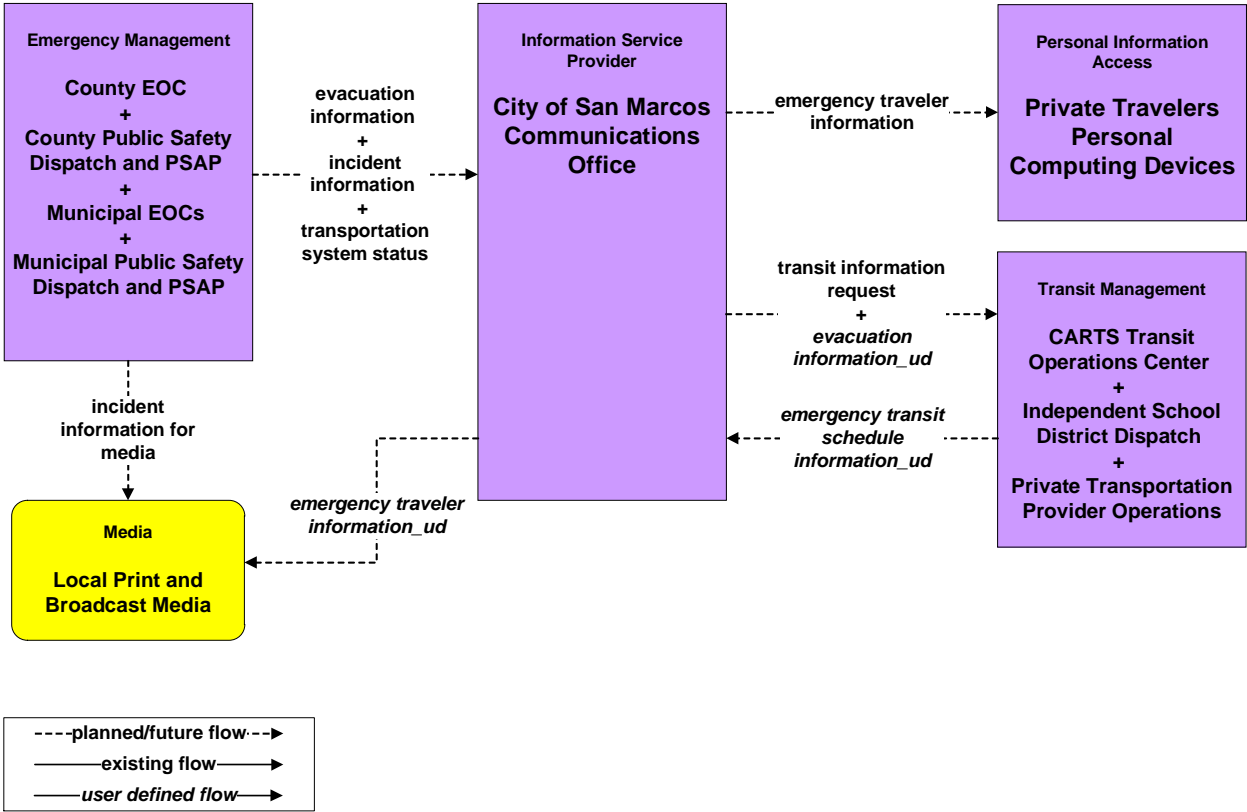 Emergency Management
County EOC
+
County Public Safety
Dispatch and PSAP
+
Municipal EOCs
+
Municipal Public Safety
Dispatch and PSAP
evacuation
information
+
incident
information
+
transportation
system status
Information Service
Provider
City of San Marcos
Communications
Office
emergency traveler
information
Personal Information
Access
Private Travelers
Personal
Computing Devices
transit information
request
+
evacuation
information_ud
emergency transit
schedule
information_ud
Transit Management
CARTS Transit
Operations Center
+
Independent School
District Dispatch
+
Private Transportation
Provider Operations
incident
information for
media
emergency traveler
information_ud
Media
Local Print and
Broadcast Media
planned/future flow
existing flow
user defined flow